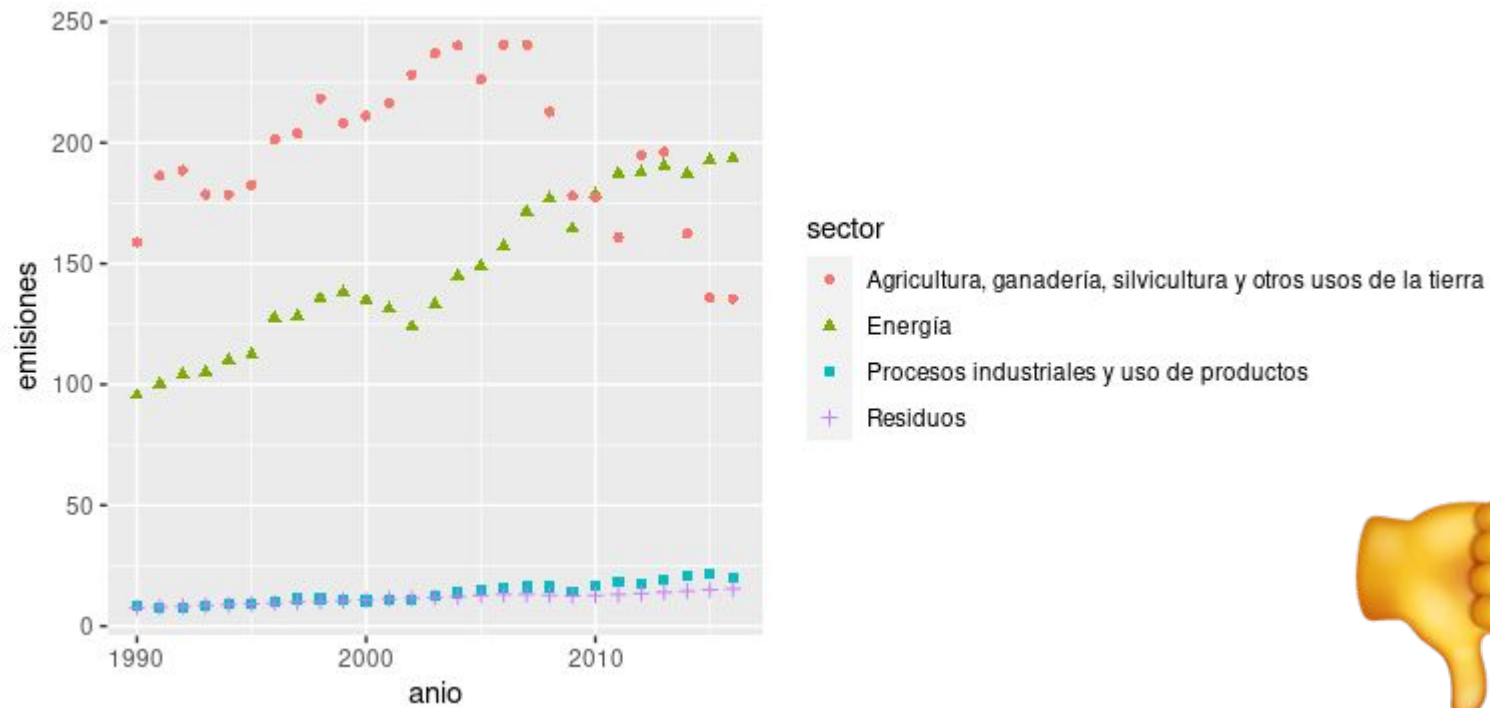 250
200
150
100
50
0
emisiones
1990
2000
2010
anio
sector
Agricultura, ganadería, silvicultura y otros usos de la tierra
Energía
Procesos industriales y uso de productos
Residuos